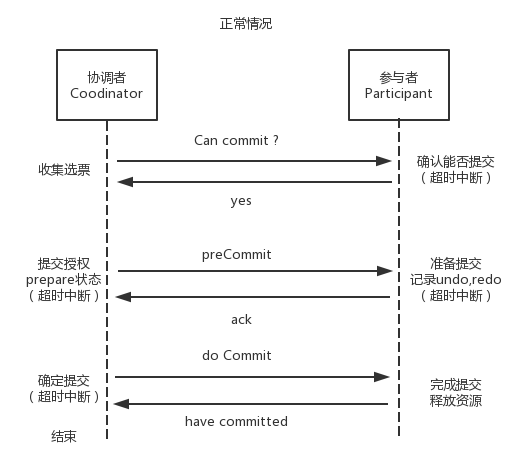 正常情况
协调者
Coodinator
参与者
Participant
Can commit ?
收集选票
确认能否提交
（超时中断）
yes
提交授权
prepare状态
（超时中断）
preCommit
准备提交
记录undo,redo
（超时中断）
ack
do Commit
确定提交
（超时中断）
完成提交
释放资源
have committed
结束